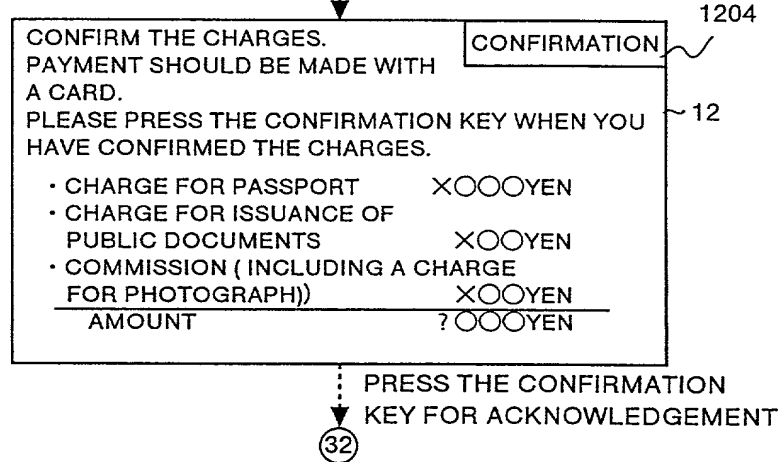 1204
CONFIRM THE CHARGES.
CONFIRMATION
PAYMENT SHOULD BE MADE WITH
A CARD.
12
PLEASE PRESS THE CONFIRMATION KEY WHEN YOU
HAVE CONFIRMED THE CHARGES.
・CHARGE FOR PASSPORT ×○○○YEN
・CHARGE FOR ISSUANCE OF
PUBLIC DOCUMENTS ×○○YEN
・COMMISSION ( INCLUDING A CHARGE
FOR PHOTOGRAPH)) ×○○YEN
AMOUNT ?○○○YEN
PRESS THE CONFIRMATION
KEY FOR ACKNOWLEDGEMENT
32